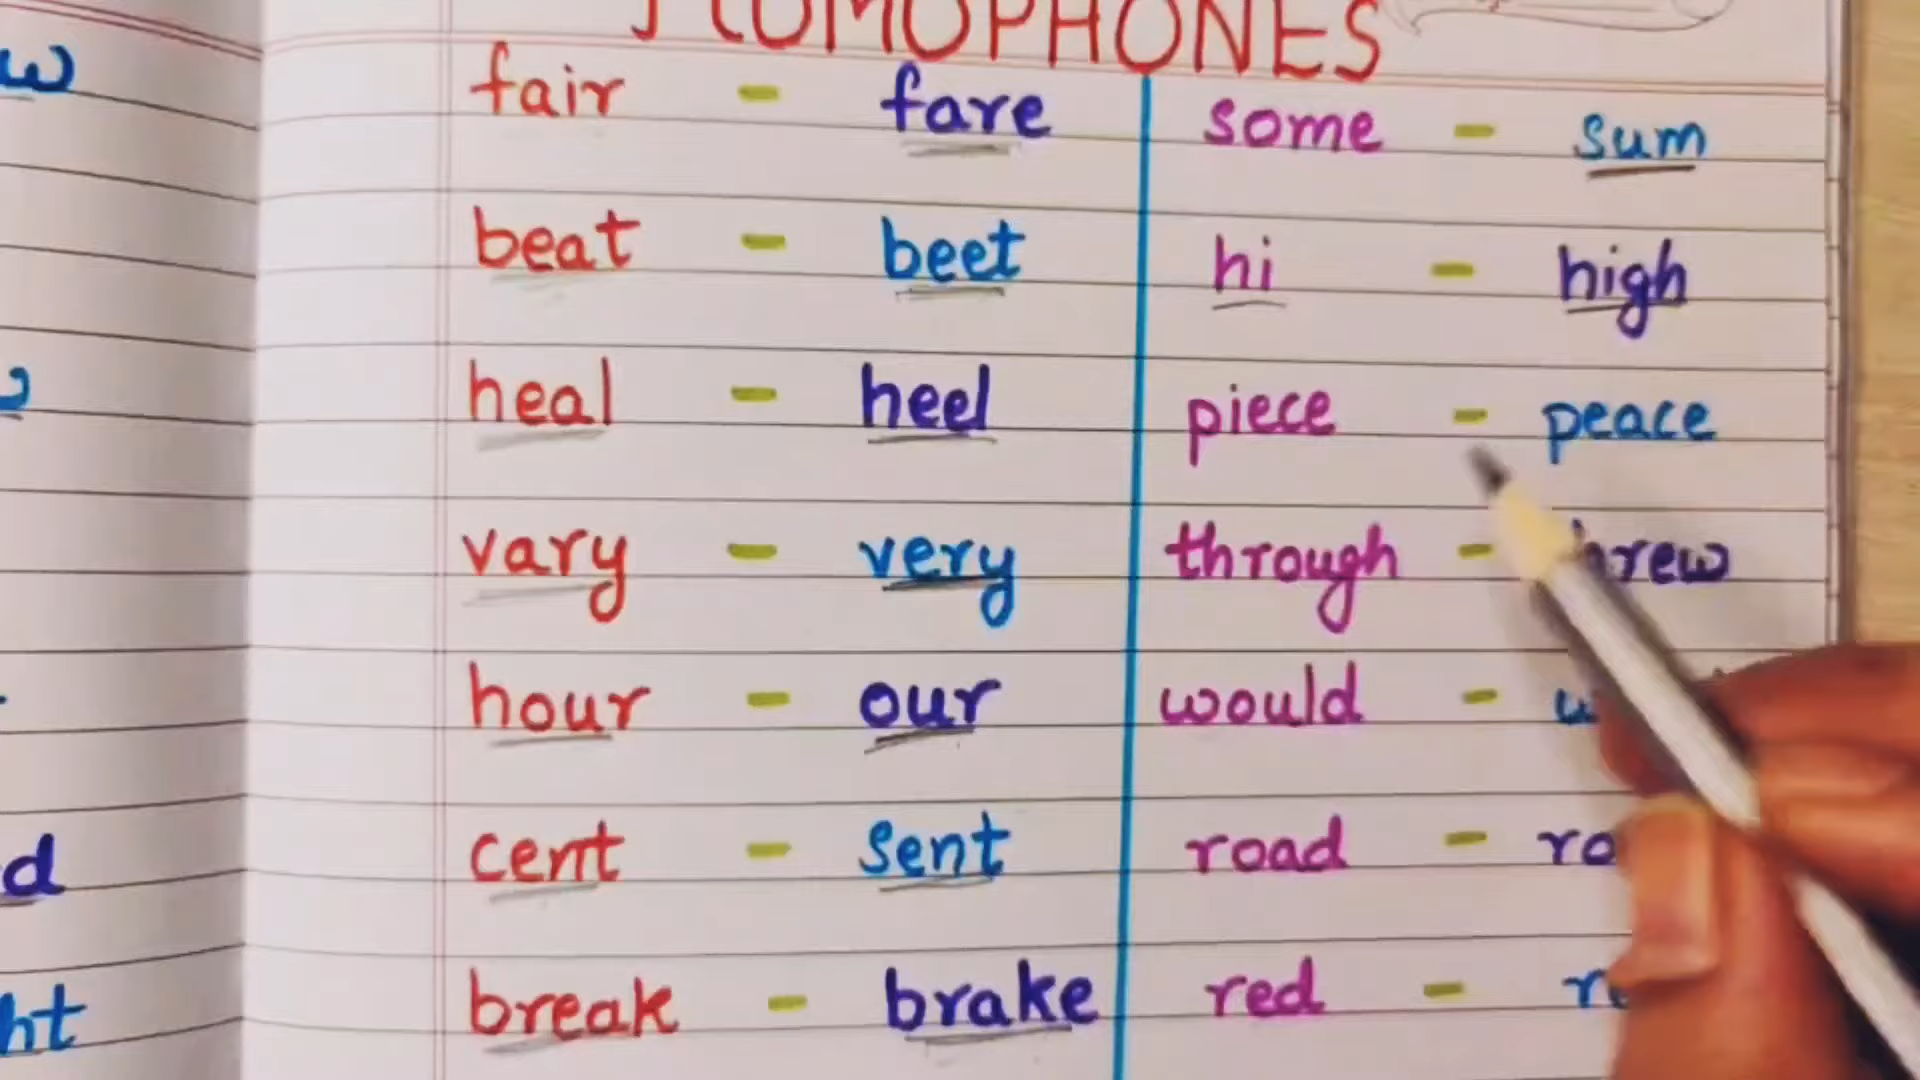 HOMOPHONES
fair - fare
beat - beet
heal - heel
vary - very
hour - our
cent - sent
break - brake
some - sum
hi - high
piece - peace
through -
would -
road -
red -